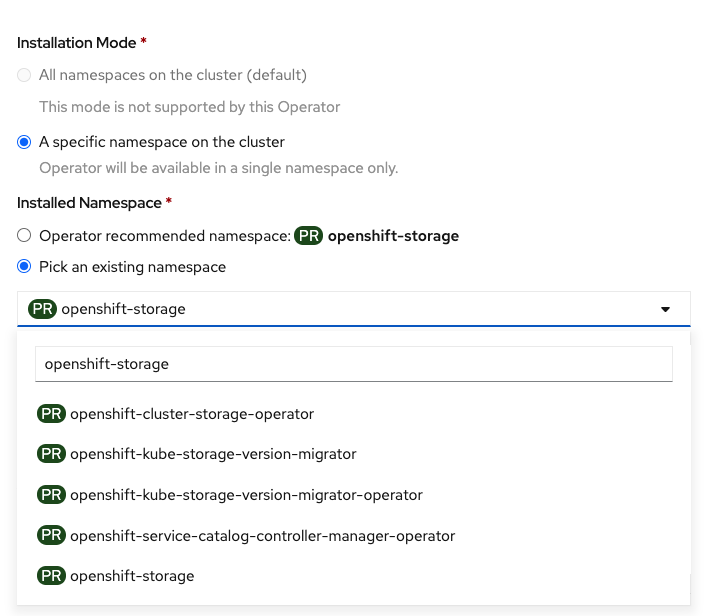 Installation Mode *
All namespaces on the cluster (default)
This mode is not supported by this Operator
A specific namespace on the cluster
Operator will be available in a single namespace only.
Installed Namespace *
Operator recommended namespace: PR openshift-storage
Pick an existing namespace
PR openshift-storage
openshift-storage
PR openshift-cluster-storage-operator
PR openshift-kube-storage-version-migrator
PR openshift-kube-storage-version-migrator-operator
PR openshift-service-catalog-controller-manager-operator
PR openshift-storage